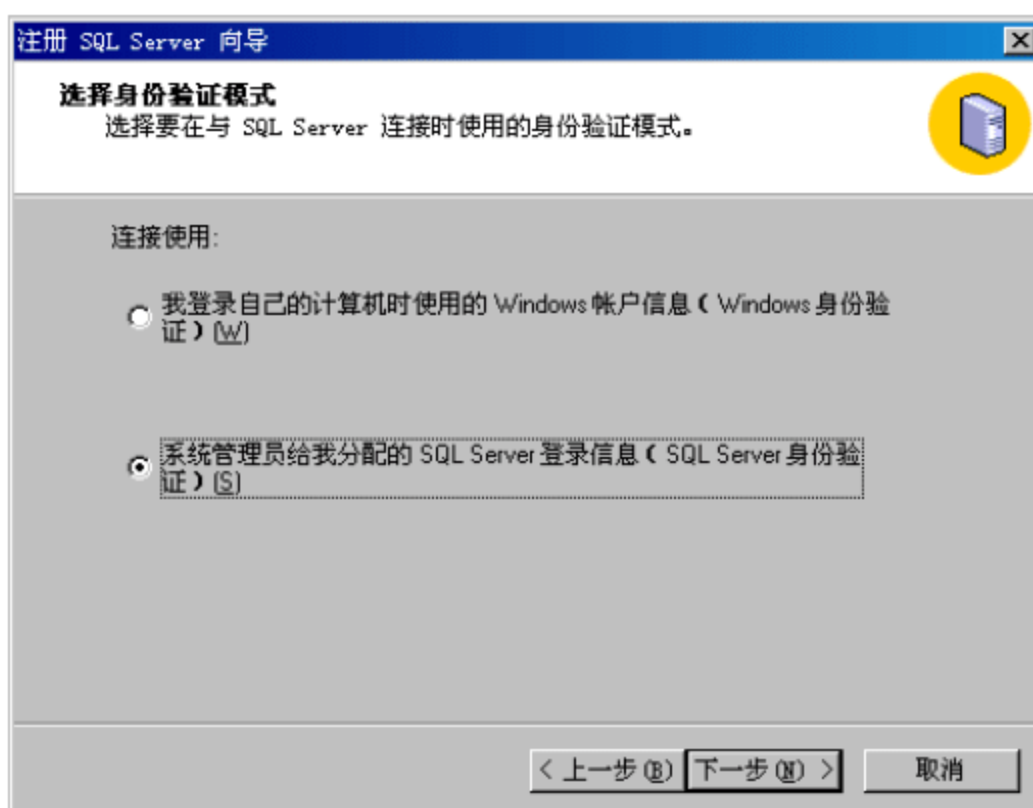 注册 SQL Server 向导
选择身份验证模式
选择要在与 SQL Server 连接时使用的身份验证模式。
连接使用:
我登录自己的计算机时使用的 Windows 帐户信息（Windows 身份验
证）(W)
系统管理员给我分配的 SQL Server 登录信息（SQL Server 身份验
证）(S)
< 上一步(B) 下一步(N) > 取消